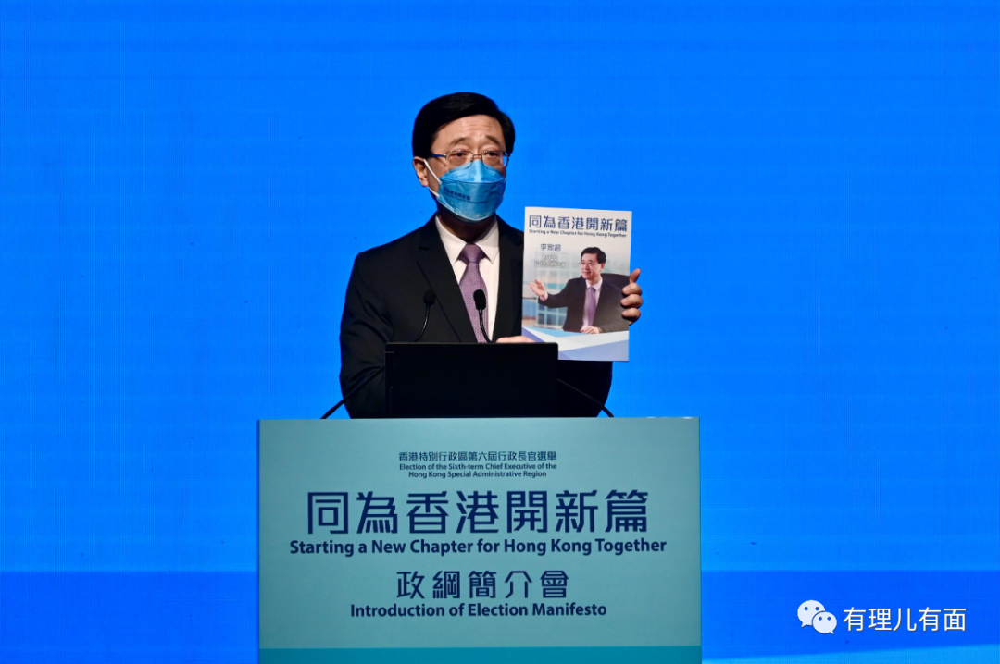 同為香港開新篇
Starting a New Chapter for Hong Kong Together
李家超
香港特別行政區第六屆行政長官選舉
Election of the Sixth-term Chief Executive of the
Hong Kong Special Administrative Region
同為香港開新篇
Starting a New Chapter for Hong Kong Together
政綱簡介會
Introduction of Election Manifesto
有理儿有面